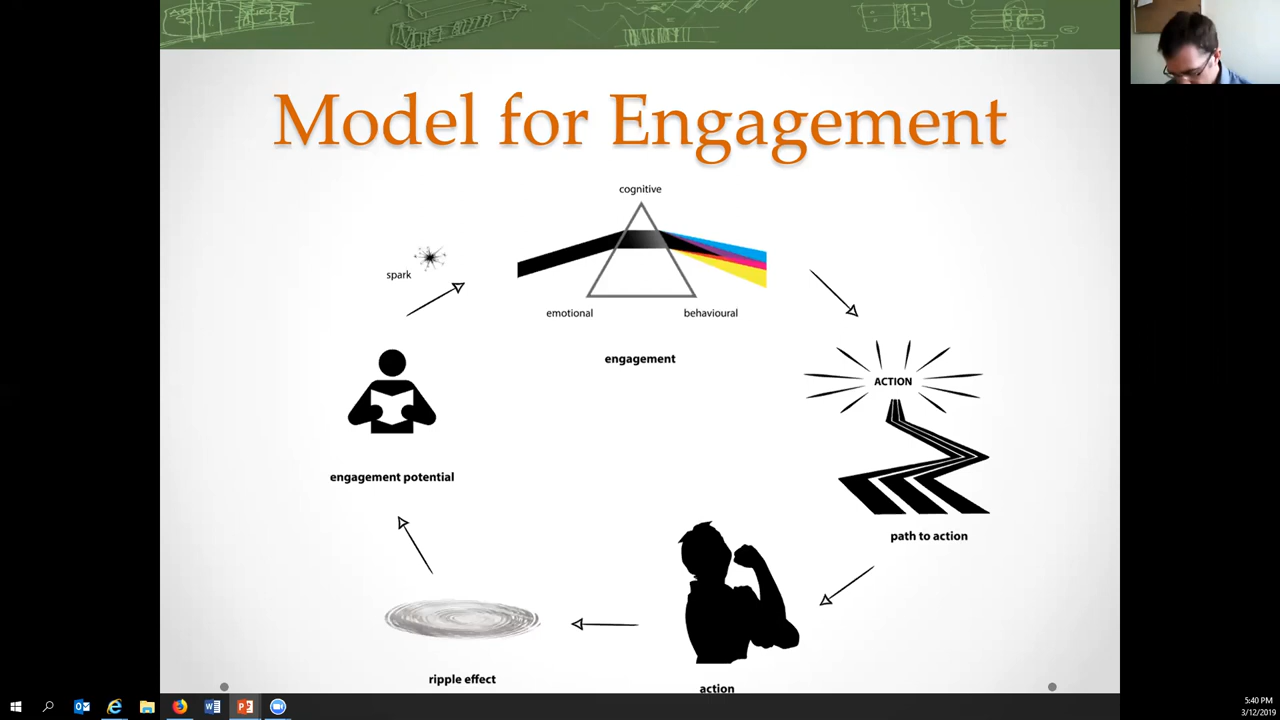 Model for Engagement
cognitive
spark
emotional
behavioural
engagement
ACTION
engagement potential
path to action
ripple effect
action
5:40 PM
3/12/2019